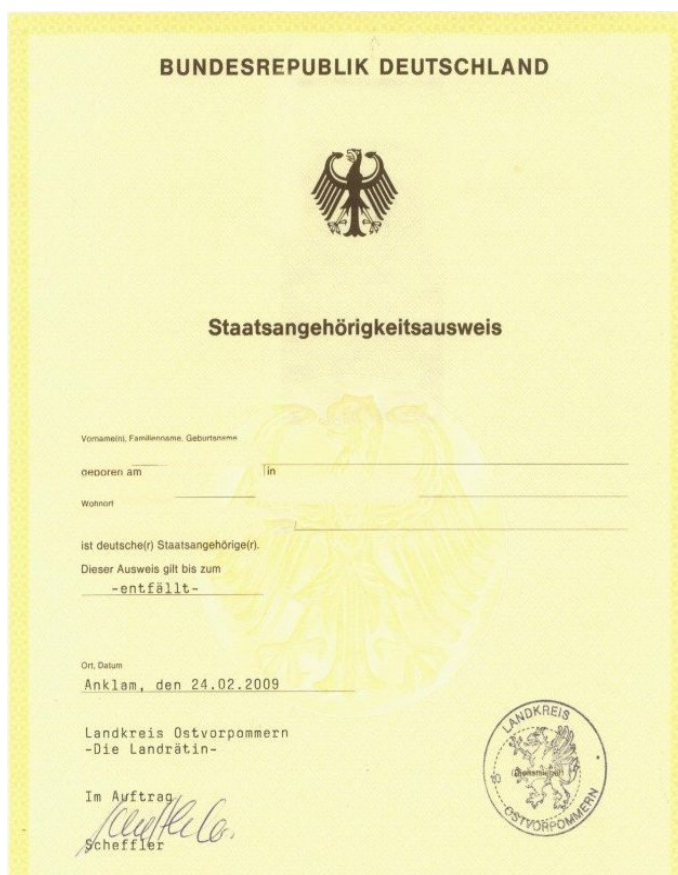 BUNDESREPUBLIK DEUTSCHLAND
Staatsangehörigkeitsausweis
Vorname(n), Familienname, Geburtsname
geboren am in
Wohnort
ist deutsche(r) Staatsangehörige(r).
Dieser Ausweis gilt bis zum
-entfällt-
Ort, Datum
Anklam, den 24.02.2009
Landkreis Ostvorpommern
-Die Landrätin-
Im Auftrag
Scheffler
LANDKREIS
(Dienstsiegel)
OSTVORPOMMERN